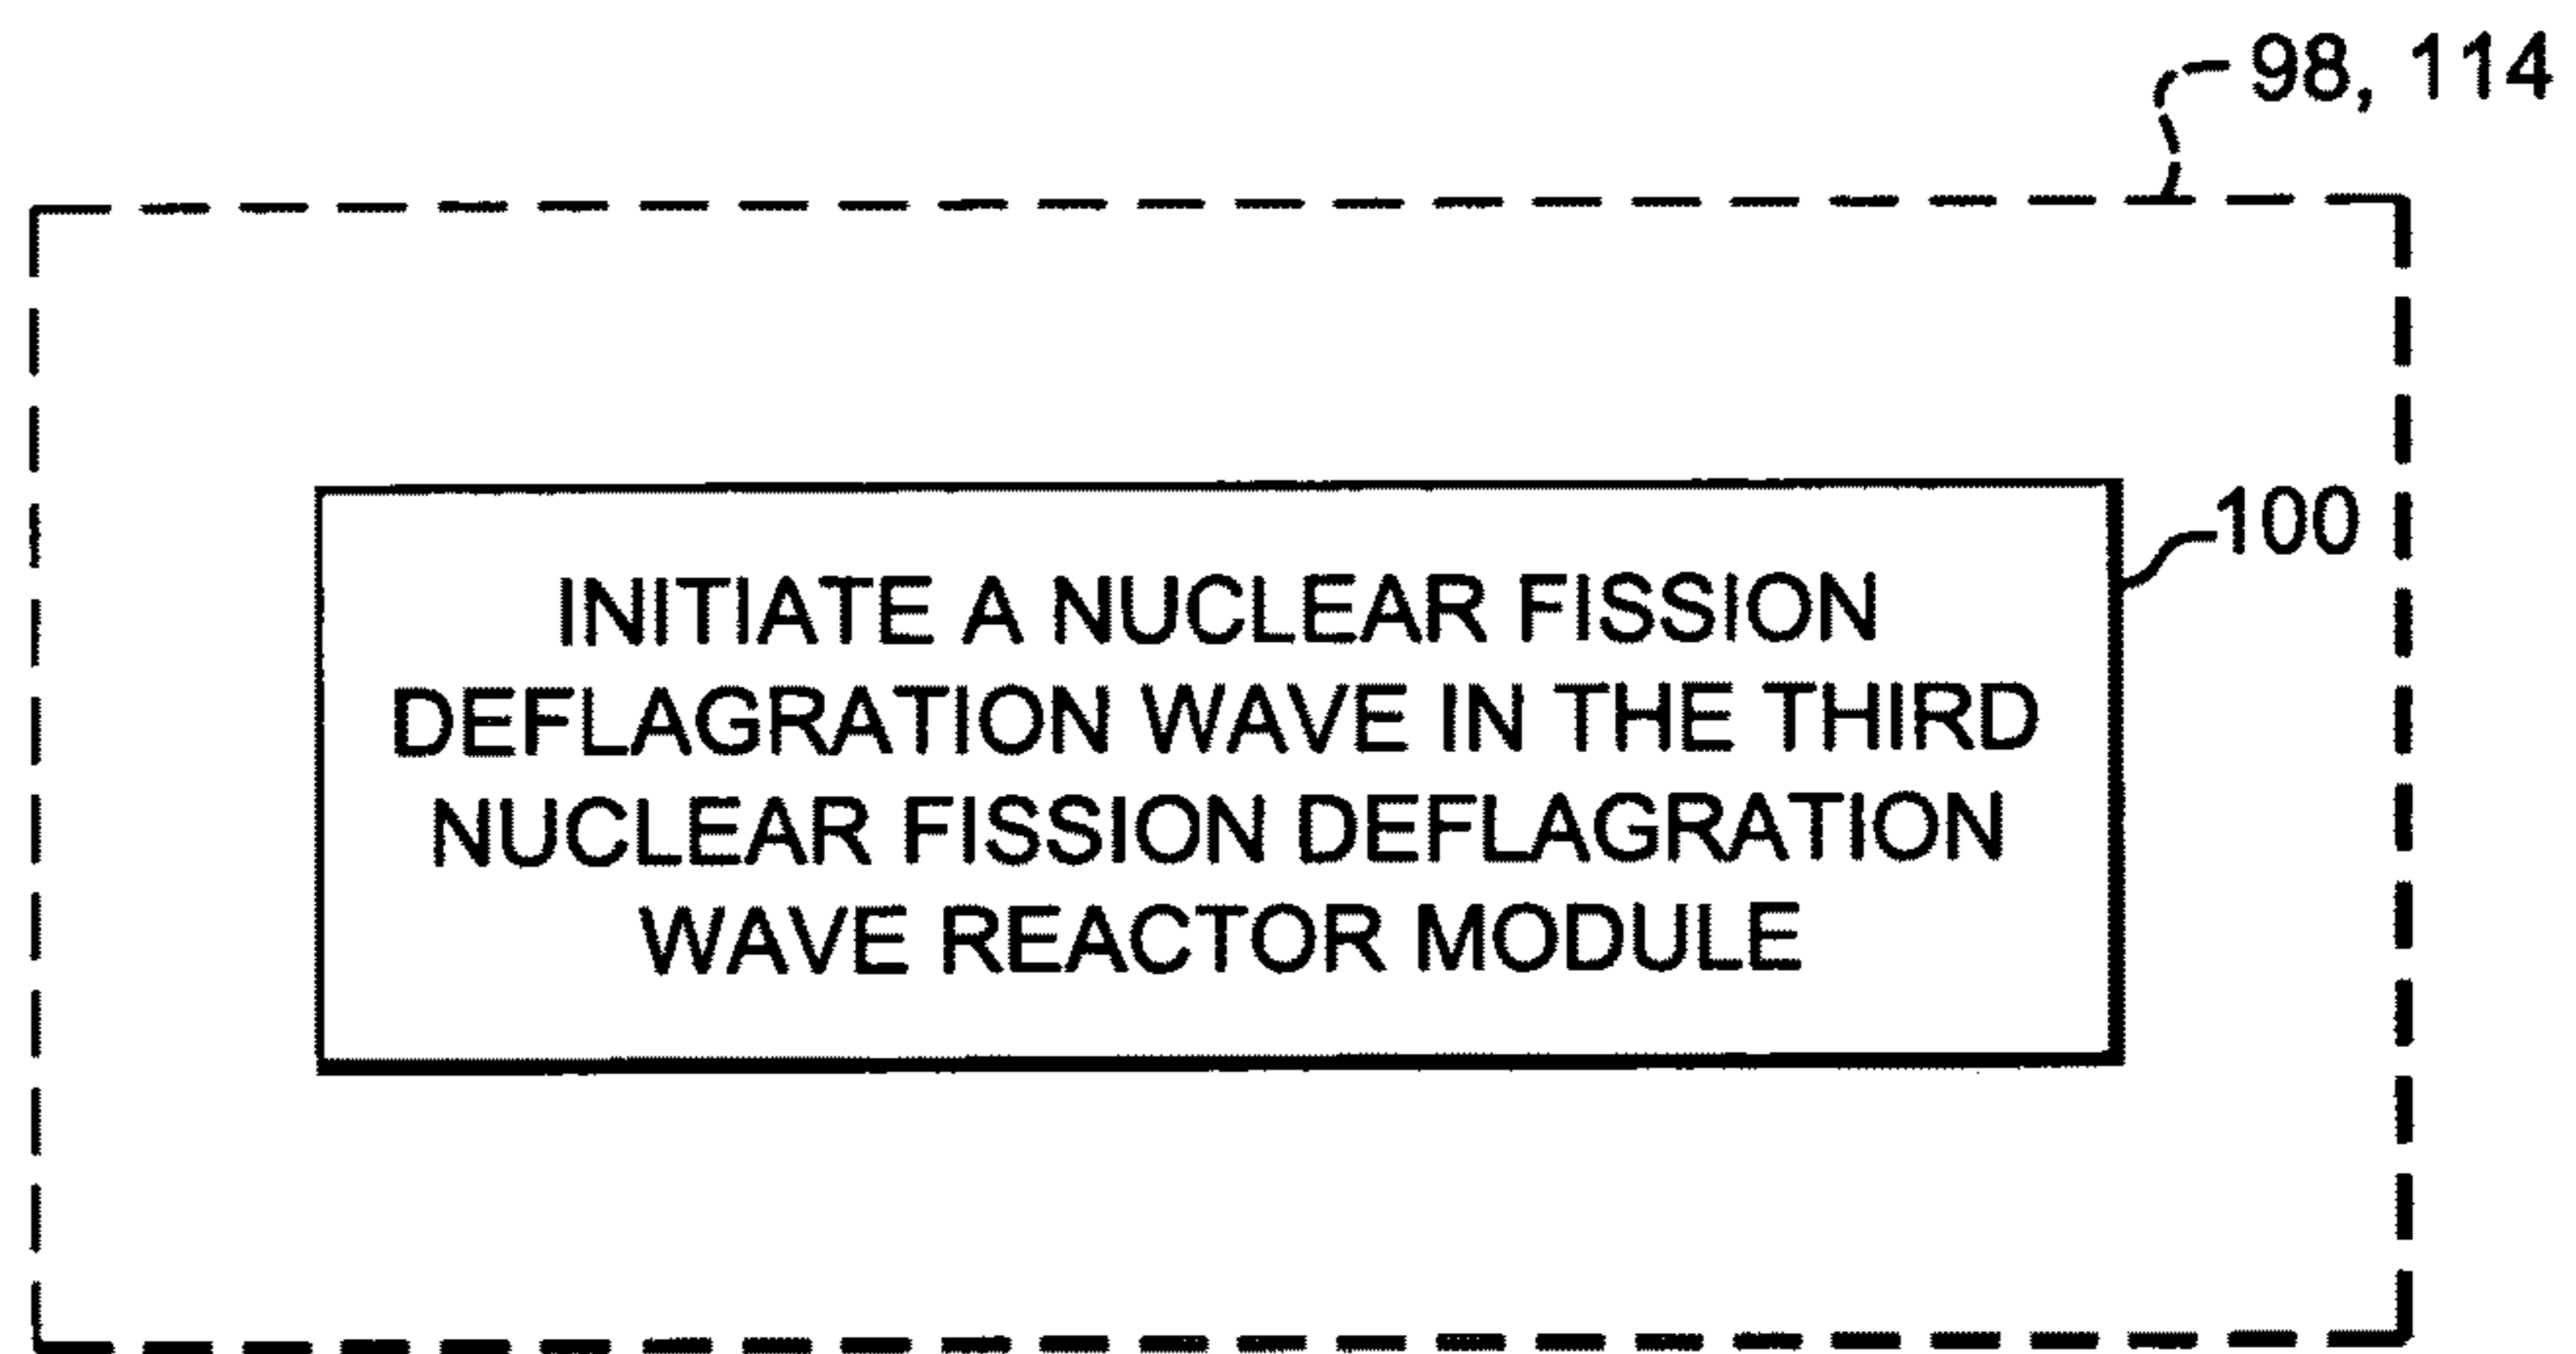 98, 114
100
INITIATE A NUCLEAR FISSION
DEFLAGRATION WAVE IN THE THIRD
NUCLEAR FISSION DEFLAGRATION
WAVE REACTOR MODULE